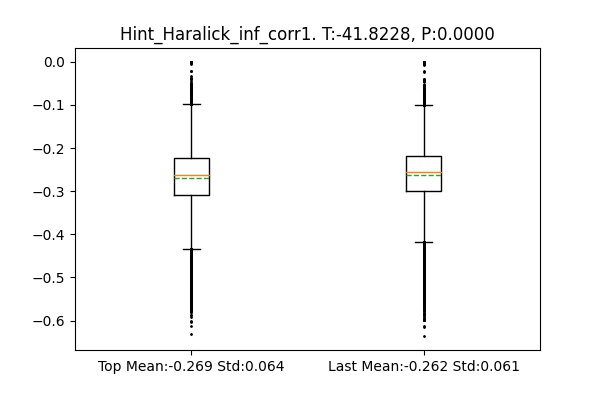 Hint_Haralick_inf_corr1. T:-41.8228, P:0.0000
0.0
−0.1
−0.2
−0.3
−0.4
−0.5
−0.6
Top Mean:-0.269 Std:0.064
Last Mean:-0.262 Std:0.061